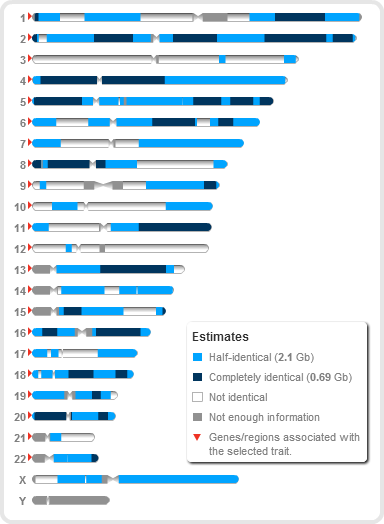 1
2
3
4
5
6
7
8
9
10
11
12
13
14
15
16
17
18
19
20
21
22
X
Y
Estimates
Half-identical (2.1 Gb)
Completely identical (0.69 Gb)
Not identical
Not enough information
Genes/regions associated with
the selected trait.